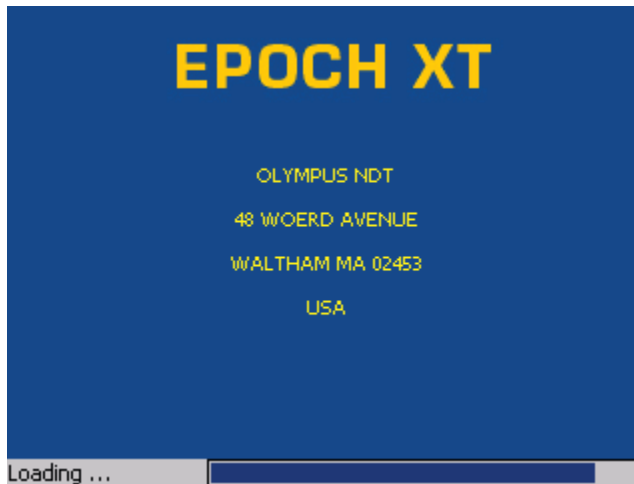 EPOCH XT
OLYMPUS NDT
48 WOERD AVENUE
WALTHAM MA 02453
USA
Loading ...